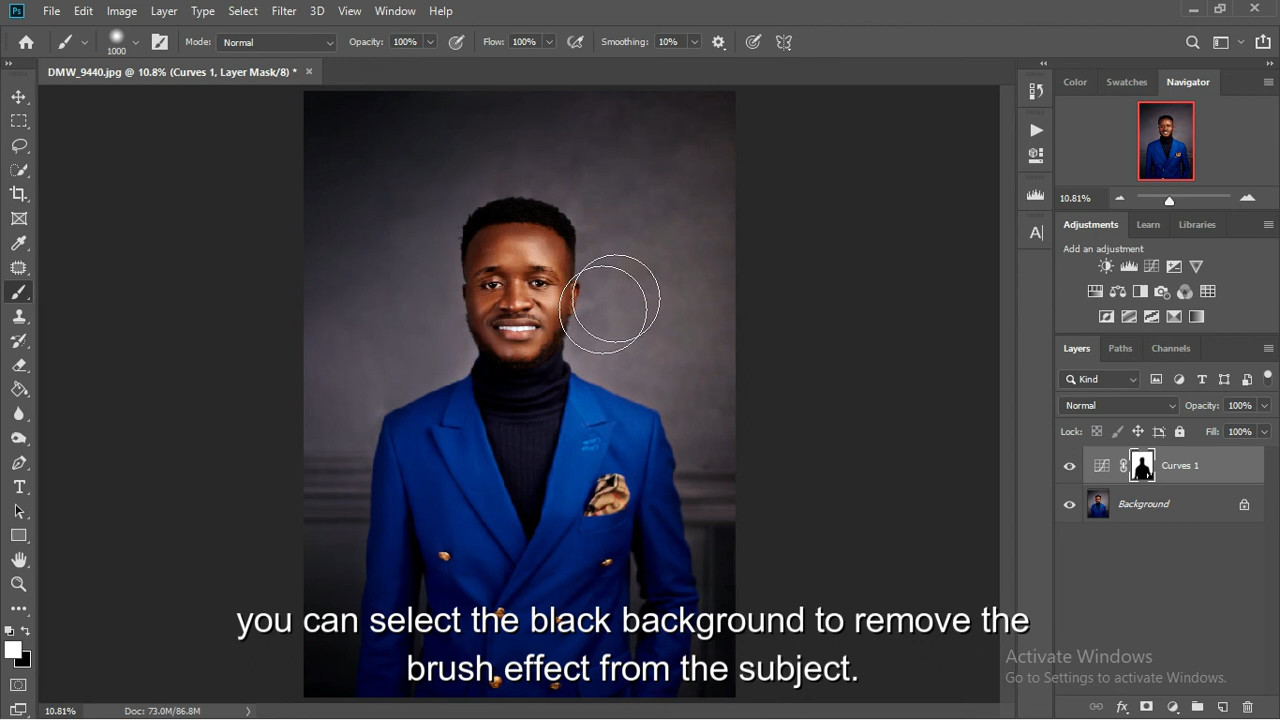 Ps File Edit Image Layer Type Select Filter 3D View Window Help
1000 Mode: Normal Opacity: 100% Flow: 100% Smoothing: 10%
DMW_9440.jpg @ 10.8% (Curves 1, Layer Mask/8) * ×
Color Swatches Navigator
10.81%
Adjustments Learn Libraries
Add an adjustment
Layers Paths Channels
Kind
Normal Opacity: 100%
Lock: Fill: 100%
Curves 1
Background
you can select the black background to remove the
brush effect from the subject.
Activate Windows
Go to Settings to activate Windows.
10.81% Doc: 73.0M/86.8M